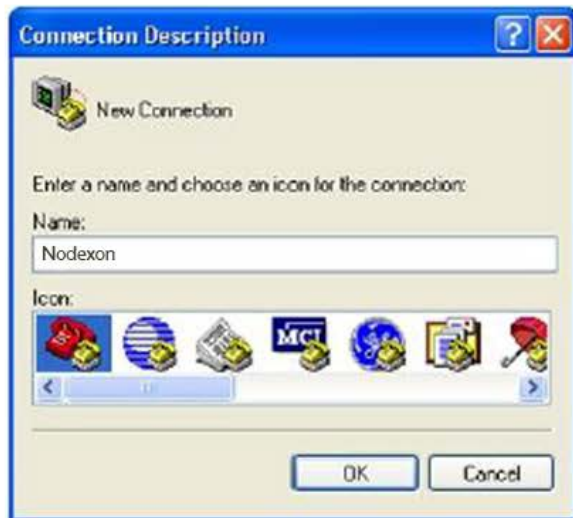 Connection Description
New Connection
Enter a name and choose an icon for the connection:
Name:
Nodexon
Icon:
MCI
OK
Cancel